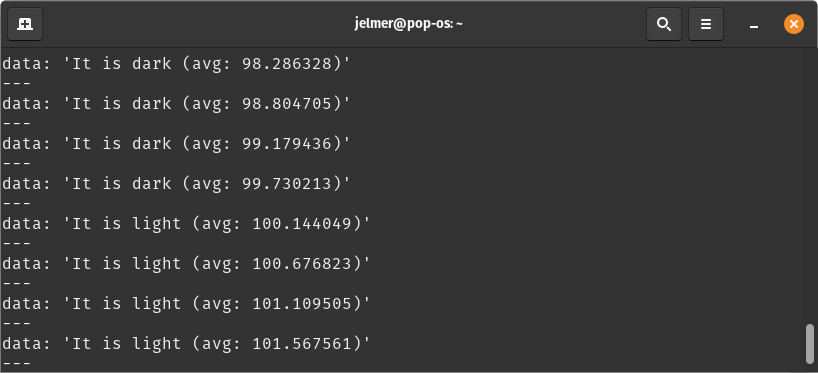 jelmer@pop-os: ~
data: 'It is dark (avg: 98.286328)'
---
data: 'It is dark (avg: 98.804705)'
---
data: 'It is dark (avg: 99.179436)'
---
data: 'It is dark (avg: 99.730213)'
---
data: 'It is light (avg: 100.144049)'
---
data: 'It is light (avg: 100.676823)'
---
data: 'It is light (avg: 101.109505)'
---
data: 'It is light (avg: 101.567561)'
---